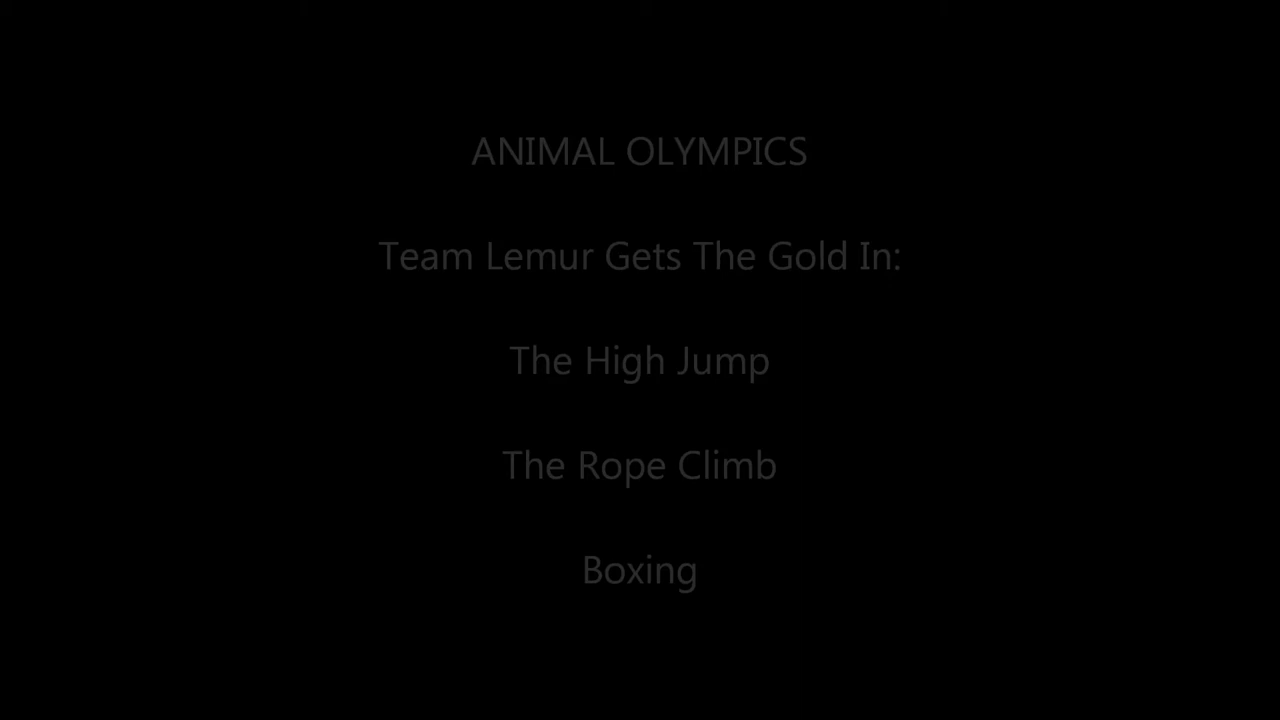 ANIMAL OLYMPICS
Team Lemur Gets The Gold In:
The High Jump
The Rope Climb
Boxing